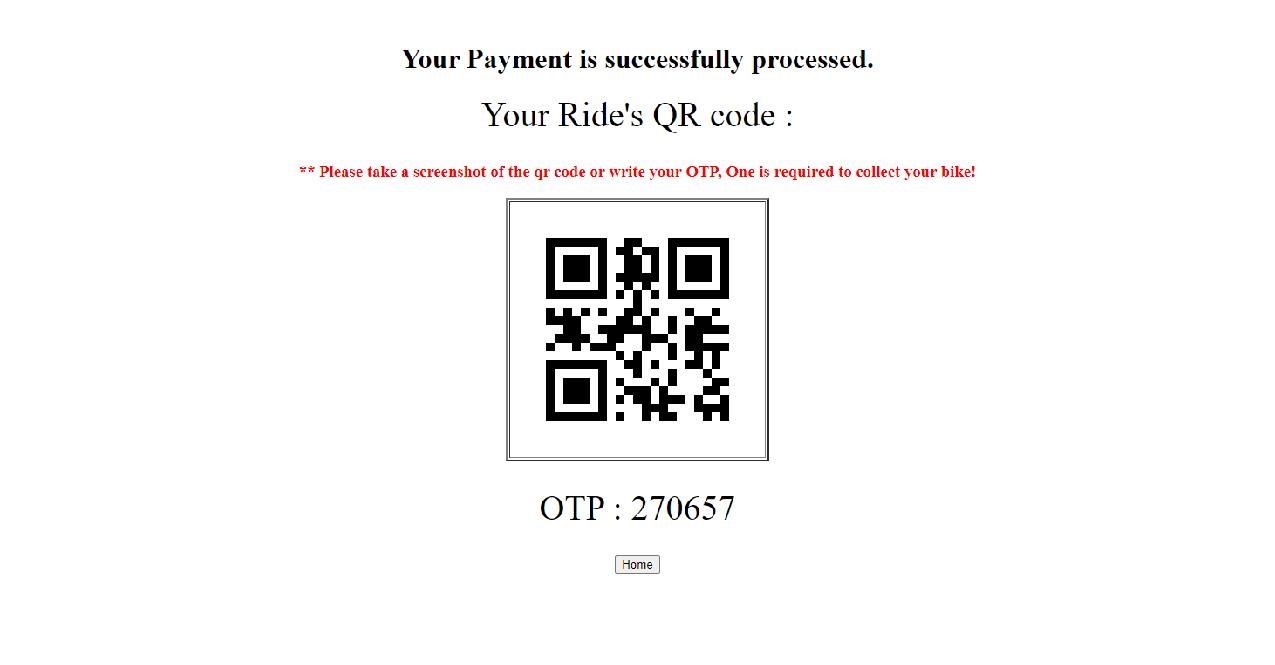 Your Payment is successfully processed.
Your Ride's QR code :
** Please take a screenshot of the qr code or write your OTP, One is required to collect your bike!
OTP : 270657
Home